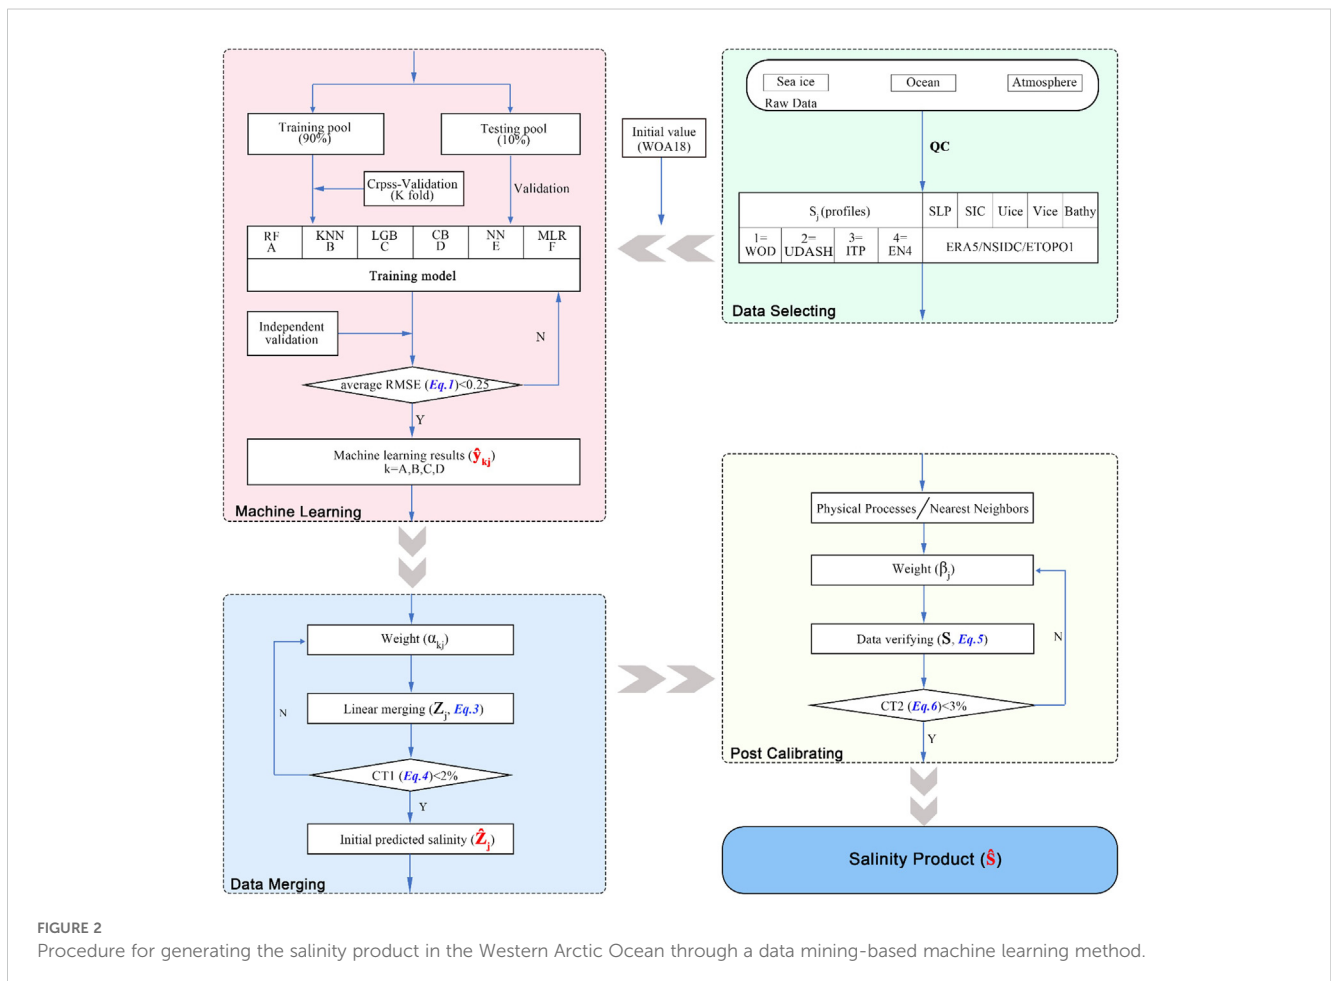 Training pool
(90%)
Testing pool
(10%)
Crpss-Validation
(K fold)
Validation
RF
A
KNN
B
LGB
C
CB
D
NN
E
MLR
F
Training model
Independent
validation
N
average RMSE (Eq.1)<0.25
Y
Machine learning results (ŷkj)
k=A,B,C,D
Machine Learning
Initial value
(WOA18)
Sea ice
Ocean
Atmosphere
Raw Data
QC
Sj (profiles)
SLP
SIC
Uice
Vice
Bathy
1=
WOD
2=
UDASH
3=
ITP
4=
EN4
ERA5/NSIDC/ETOPO1
Data Selecting
Weight (αkj)
Linear merging (Zj, Eq.3)
N
CT1 (Eq.4)<2%
Y
Initial predicted salinity (Ẑj)
Data Merging
Physical Processes/Nearest Neighbors
Weight (βj)
Data verifying (S, Eq.5)
N
CT2 (Eq.6)<3%
Y
Post Calibrating
Salinity Product (Ŝ)
FIGURE 2
Procedure for generating the salinity product in the Western Arctic Ocean through a data mining-based machine learning method.